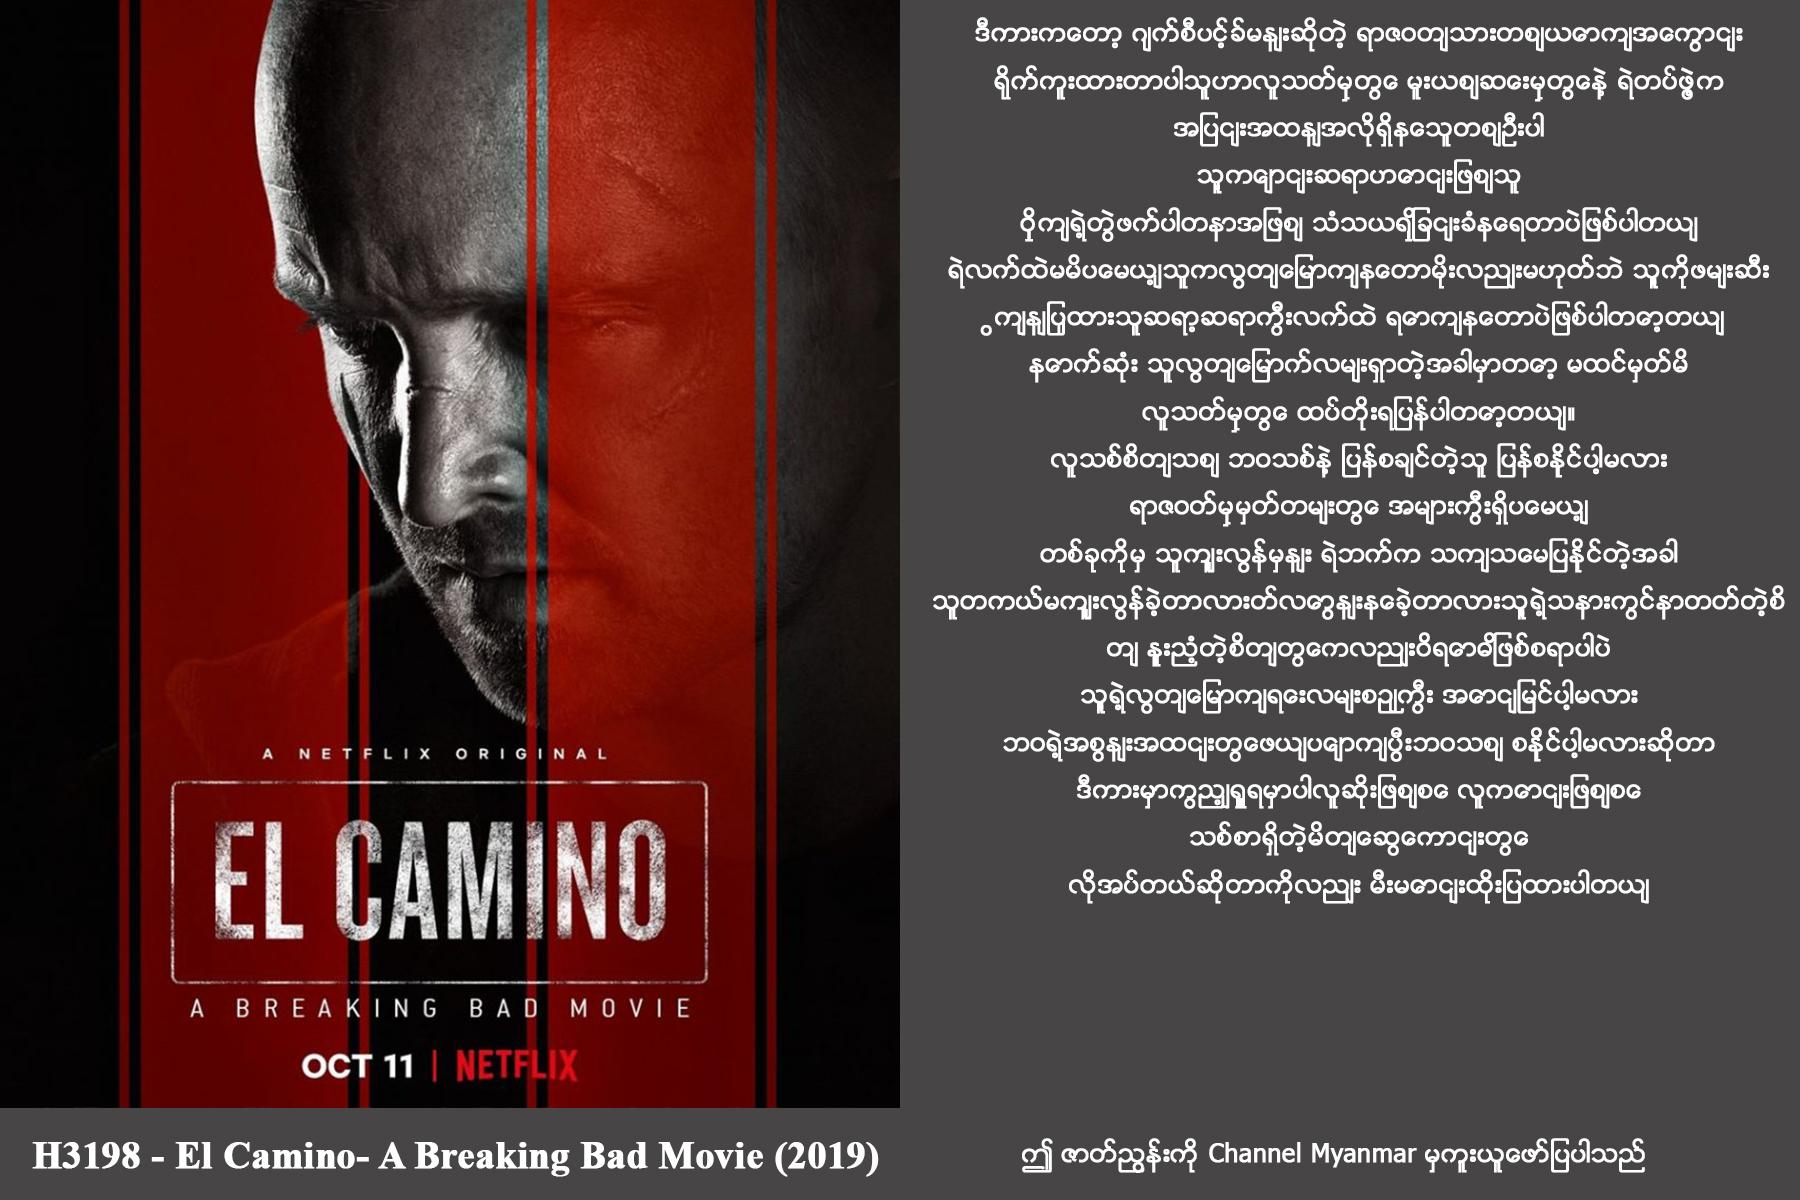 A NETFLIX ORIGINAL
EL CAMINO
A BREAKING BAD MOVIE
OCT 11 | NETFLIX
H3198 - El Camino- A Breaking Bad Movie (2019)
ဒီကားကတော့ ဂျက်စီပင့်ခ်မနျးဆိုတဲ့ ရာဇဝတျသားတစျယောကျအကွောငျး
ရိုက်ကူးထားတာပါသူဟာလူသတ်မှုတွေ မူးယစျဆေးမှုတွေနဲ့ ရဲတပ်ဖွဲ့က
အပြငျးအထနျအလိုရှိနေသူတစျဦးပါ
သူကကျောငျးဆရာဟောငျးဖြစျသူ
ဝှိုကျရဲ့တွဲဖက်ပါတနာအဖြစျ သံသယရှိခြငျးခံနရေတာပဲဖြစ်ပါတယျ
ရဲလက်ထဲမမိပမေယျ့သူကလွတျမြောကျနတောမိုးလညျးမဟုတ်ဘဲ သူ့ကိုဖမျးဆီး
ွကျနျပြုထားသူဆရာ့ဆရာကွီးလက်ထဲ ရောကျနတောပဲဖြစ်ပါတော့တယျ
နောက်ဆုံး သူလွတျမြောက်လမျးရှာတဲ့အခါမှာတော့ မထင်မှတ်မိ
လူသတ်မှုတွေ ထပ်တိုးရပြန်ပါတော့တယျ။
လူသစ်စိတျသစျ ဘဝသစ်နဲ့ ပြန်စချင်တဲ့သူ ပြန်စနိုင်ပါ့မလား
ရာဇဝတ်မှုမှတ်တမျးတွေ အများကွီးရှိပမေယျ့
တစ်ခုကိုမှ သူကျူးလွန်မှနျး ရဲဘက်က သကျသမေပြနိုင်တဲ့အခါ
သူတကယ်မကျူးလွန်ခဲ့တာလားတ်လွေနျးနခေဲ့တာလားသူရဲ့သနားကွင်နာတတ်တဲ့စိ
တျ နူးညံ့တဲ့စိတျတွကေလညျးဝိရောဓိဖြစ်စရာပါပဲ
သူရဲ့လွတျမြောကျရေးလမျးစဉျကွီး အောငျမြင်ပါ့မလား
ဘဝရဲ့အစွနျးအထငျးတွေဖယျပျောကျပွီးဘဝသစျ စနိုင်ပါ့မလားဆိုတာ
ဒီကားမှာကွညျ့ရှုရမှာပါလူဆိုးဖြစျစေ လူကောငျးဖြစျစေ
သစ်စာရှိတဲ့မိတျဆွေကောငျးတွေ
လိုအပ်တယ်ဆိုတာကိုလညျး မီးမောငျးထိုးပြထားပါတယျ
ဤ ဇာတ်ညွှန်းကို Channel Myanmar မှကူးယူဖော်ပြပါသည်